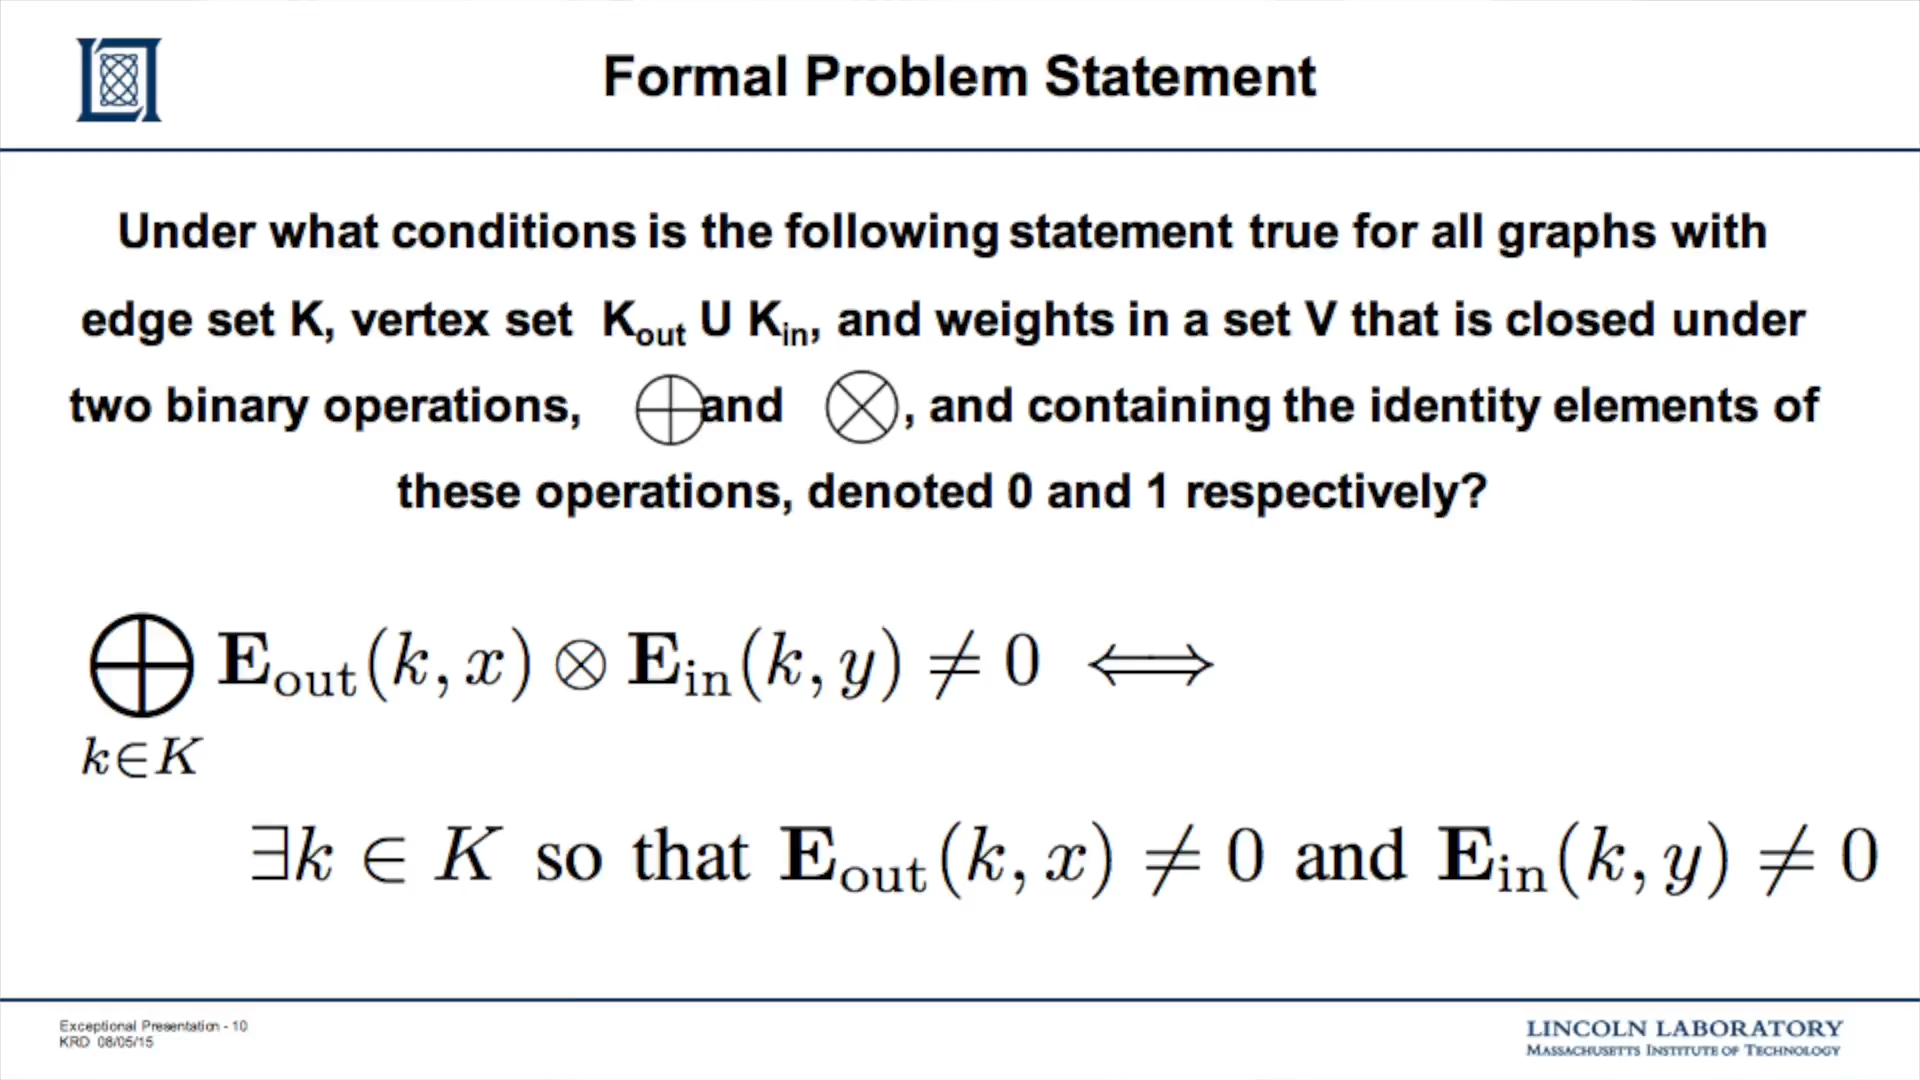 Formal Problem Statement
Under what conditions is the following statement true for all graphs with
edge set K, vertex set K_out U K_in, and weights in a set V that is closed under
two binary operations, ⊕ and ⊗, and containing the identity elements of
these operations, denoted 0 and 1 respectively?
⊕ E_out(k, x) ⊗ E_in(k, y) ≠ 0 ⟺
k∈K
∃k ∈ K so that E_out(k, x) ≠ 0 and E_in(k, y) ≠ 0
Exceptional Presentation - 10
KRD 08/05/15
LINCOLN LABORATORY
MASSACHUSETTS INSTITUTE OF TECHNOLOGY